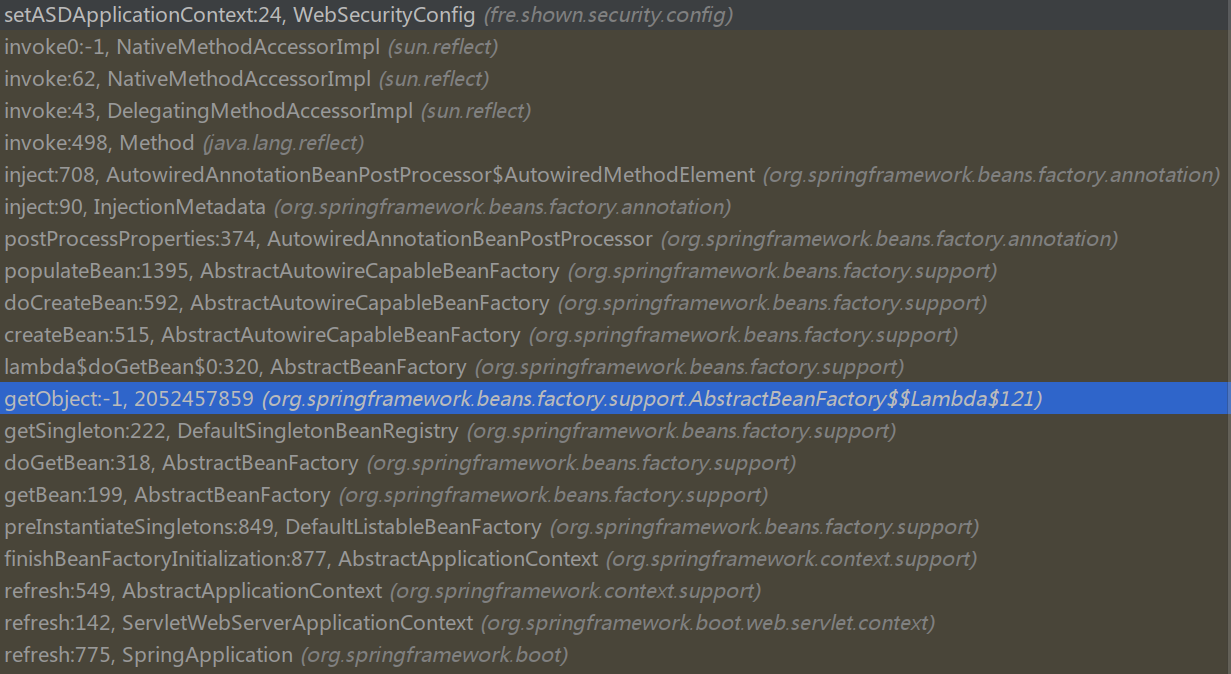 setASDApplicationContext:24, WebSecurityConfig (fre.shown.security.config)
invoke0:-1, NativeMethodAccessorImpl (sun.reflect)
invoke:62, NativeMethodAccessorImpl (sun.reflect)
invoke:43, DelegatingMethodAccessorImpl (sun.reflect)
invoke:498, Method (java.lang.reflect)
inject:708, AutowiredAnnotationBeanPostProcessor$AutowiredMethodElement (org.springframework.beans.factory.annotation)
inject:90, InjectionMetadata (org.springframework.beans.factory.annotation)
postProcessProperties:374, AutowiredAnnotationBeanPostProcessor (org.springframework.beans.factory.annotation)
populateBean:1395, AbstractAutowireCapableBeanFactory (org.springframework.beans.factory.support)
doCreateBean:592, AbstractAutowireCapableBeanFactory (org.springframework.beans.factory.support)
createBean:515, AbstractAutowireCapableBeanFactory (org.springframework.beans.factory.support)
lambda$doGetBean$0:320, AbstractBeanFactory (org.springframework.beans.factory.support)
getObject:-1, 2052457859 (org.springframework.beans.factory.support.AbstractBeanFactory$$Lambda$121)
getSingleton:222, DefaultSingletonBeanRegistry (org.springframework.beans.factory.support)
doGetBean:318, AbstractBeanFactory (org.springframework.beans.factory.support)
getBean:199, AbstractBeanFactory (org.springframework.beans.factory.support)
preInstantiateSingletons:849, DefaultListableBeanFactory (org.springframework.beans.factory.support)
finishBeanFactoryInitialization:877, AbstractApplicationContext (org.springframework.context.support)
refresh:549, AbstractApplicationContext (org.springframework.context.support)
refresh:142, ServletWebServerApplicationContext (org.springframework.boot.web.servlet.context)
refresh:775, SpringApplication (org.springframework.boot)